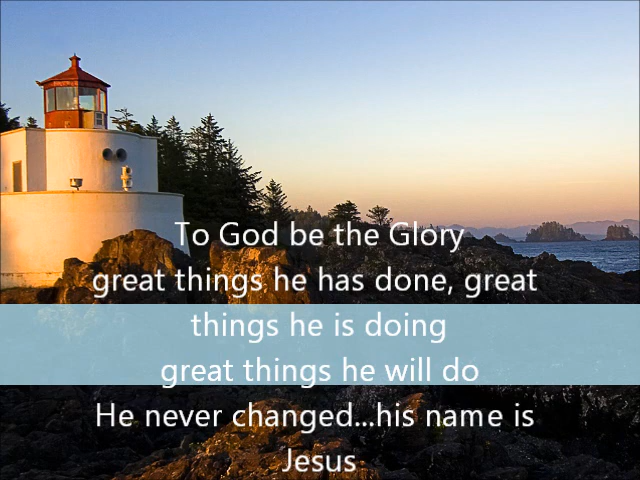 To God be the Glory
great things he has done, great
things he is doing
great things he will do
He never changed...his name is
Jesus